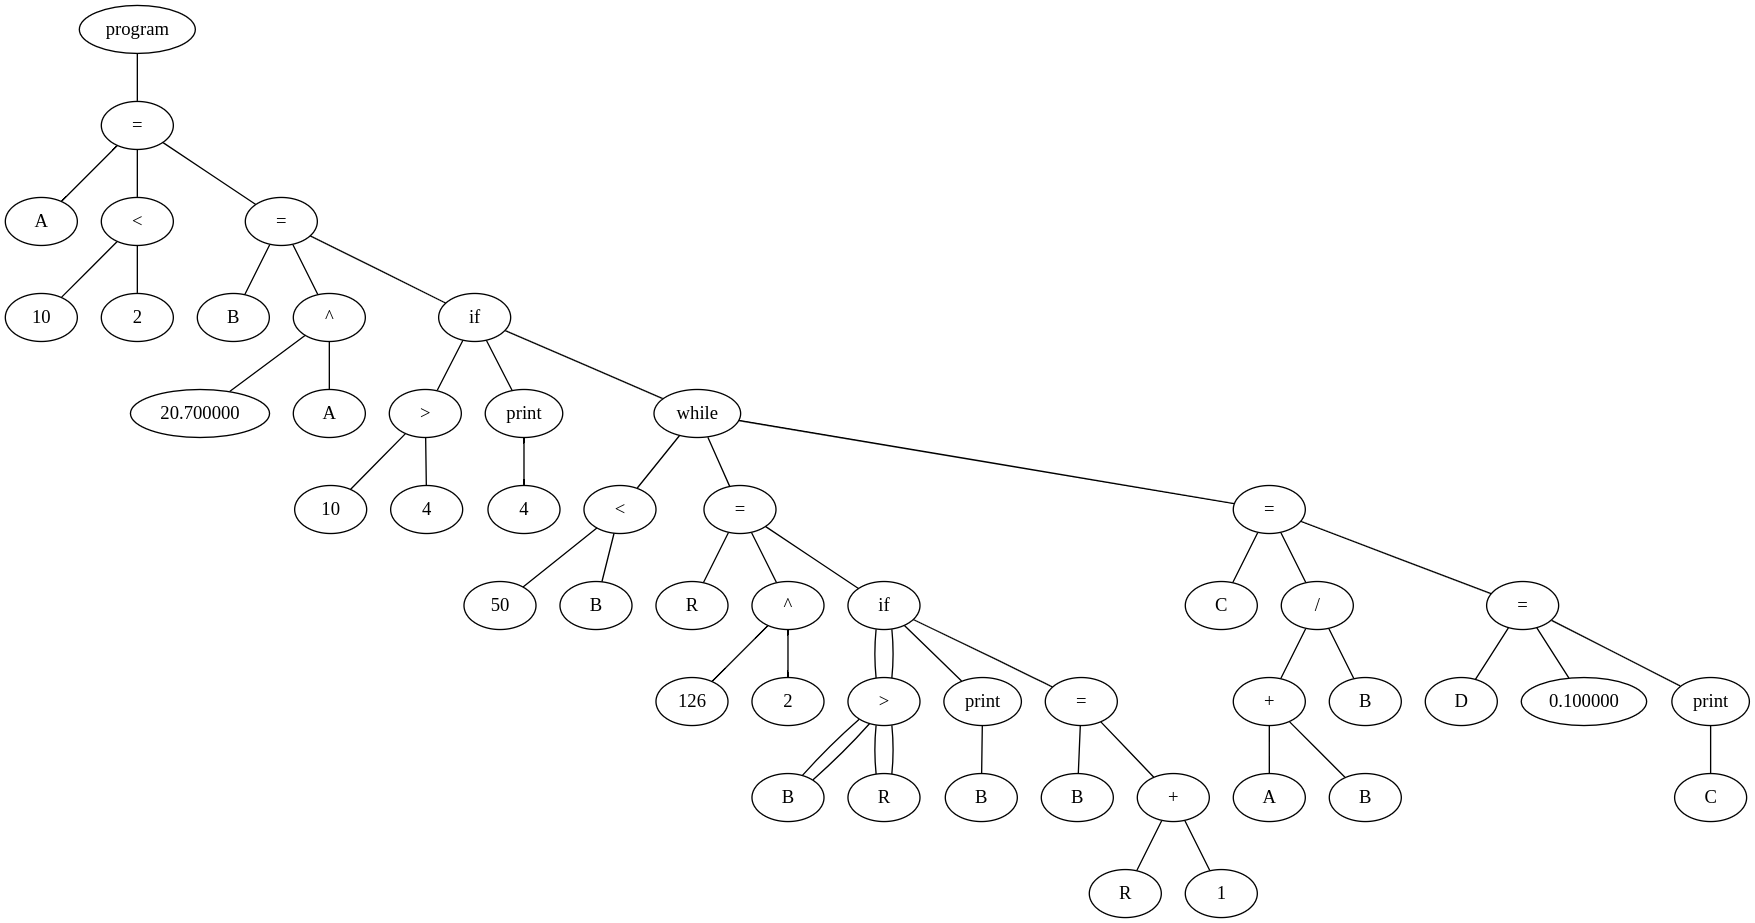 program
=
A < =
10 2 B ^ if
20.700000 A > print while
10 4 4 < = =
50 B R ^ if C / =
126 2 > print = + B D 0.100000 print
B R B B + A B C
R 1